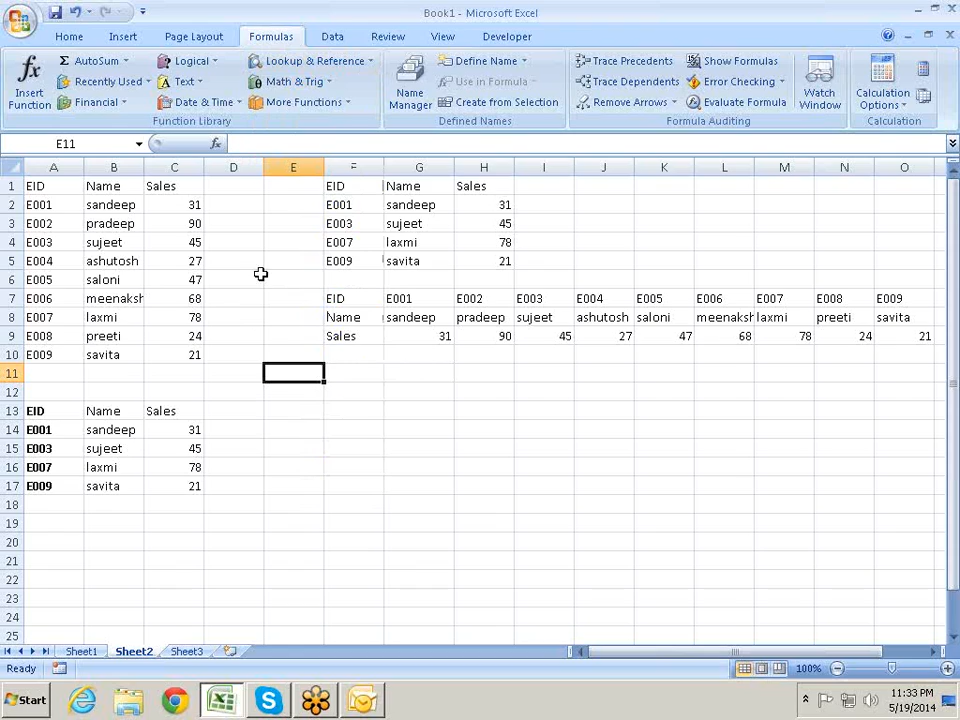 Book1 - Microsoft Excel
Home Insert Page Layout Formulas Data Review View Developer
fx Insert Function
Σ AutoSum
Recently Used
Financial
Logical
Text
Date & Time
Lookup & Reference
Math & Trig
More Functions
Function Library
Name Manager
Define Name
Use in Formula
Create from Selection
Defined Names
Trace Precedents
Trace Dependents
Remove Arrows
Show Formulas
Error Checking
Evaluate Formula
Formula Auditing
Watch Window
Calculation Options
Calculation
E11 fx
A B C D E F G H I J K L M N O
1 EID Name Sales EID Name Sales
2 E001 sandeep 31 E001 sandeep 31
3 E002 pradeep 90 E003 sujeet 45
4 E003 sujeet 45 E007 laxmi 78
5 E004 ashutosh 27 E009 savita 21
6 E005 saloni 47
7 E006 meenaksh 68 EID E001 E002 E003 E004 E005 E006 E007 E008 E009
8 E007 laxmi 78 Name sandeep pradeep sujeet ashutosh saloni meenaksh laxmi preeti savita
9 E008 preeti 24 Sales 31 90 45 27 47 68 78 24 21
10 E009 savita 21
11
12
13 EID Name Sales
14 E001 sandeep 31
15 E003 sujeet 45
16 E007 laxmi 78
17 E009 savita 21
18
19
20
21
22
23
24
25
Sheet1 Sheet2 Sheet3
Ready 100%
Start 11:33 PM
5/19/2014